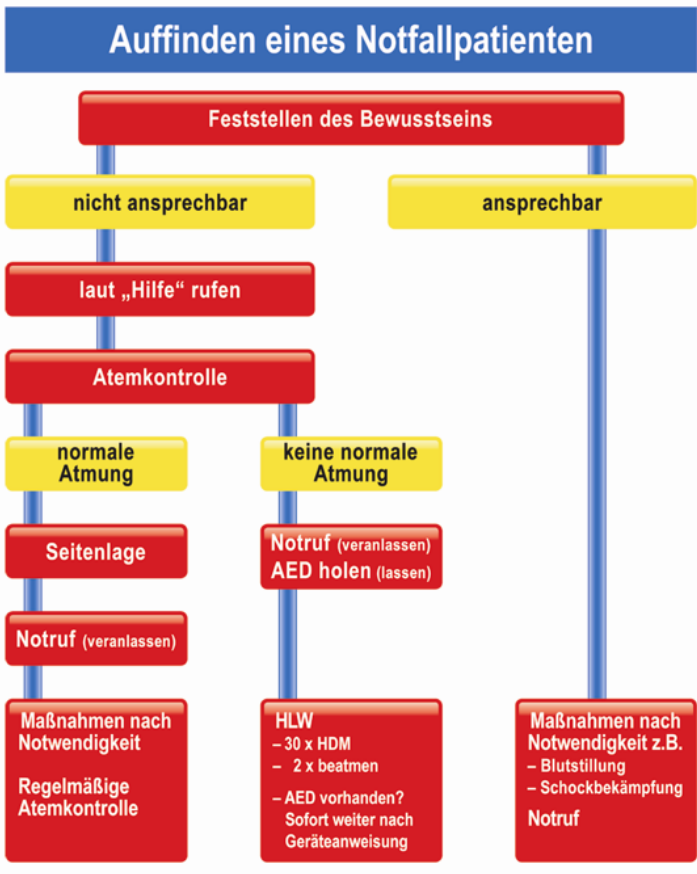 Auffinden eines Notfallpatienten
Feststellen des Bewusstseins
nicht ansprechbar
ansprechbar
laut „Hilfe“ rufen
Atemkontrolle
normale
Atmung
keine normale
Atmung
Seitenlage
Notruf (veranlassen)
AED holen (lassen)
Notruf (veranlassen)
Maßnahmen nach
Notwendigkeit
Regelmäßige
Atemkontrolle
HLW
– 30 x HDM
– 2 x beatmen
– AED vorhanden?
Sofort weiter nach
Geräteanweisung
Maßnahmen nach
Notwendigkeit z.B.
– Blutstillung
– Schockbekämpfung
Notruf